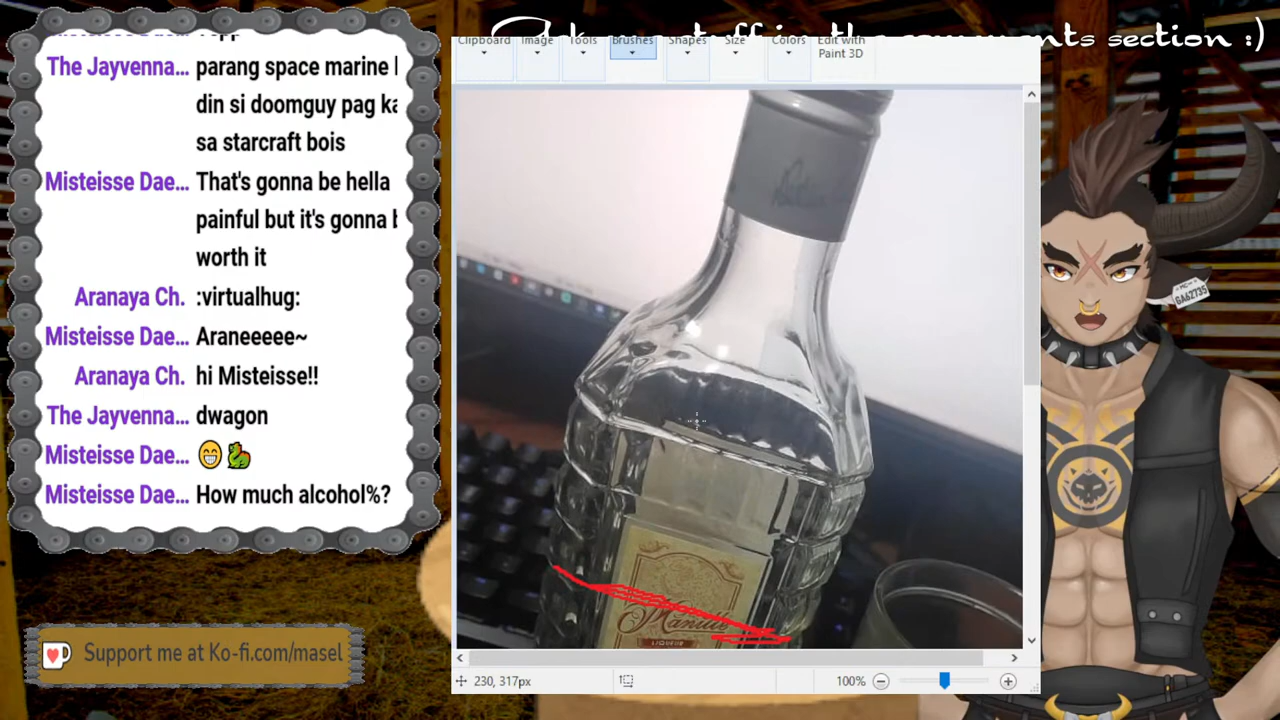 comments section :)
The Jayvenna... parang space marine
din si doomguy pag ka
sa starcraft bois
Misteisse Dae... That's gonna be hella
painful but it's gonna
worth it
Aranaya Ch. :virtualhug:
Misteisse Dae... Araneeeee~
Aranaya Ch. hi Misteisse!!
The Jayvenna... dwagon
Misteisse Dae... 😁🐉
Misteisse Dae... How much alcohol%?
Support me at Ko-fi.com/masel
Clipboard Image Tools Brushes Shapes Size Colors Edit with
Paint 3D
LIQUEUR
230, 317px
100%
GA62735